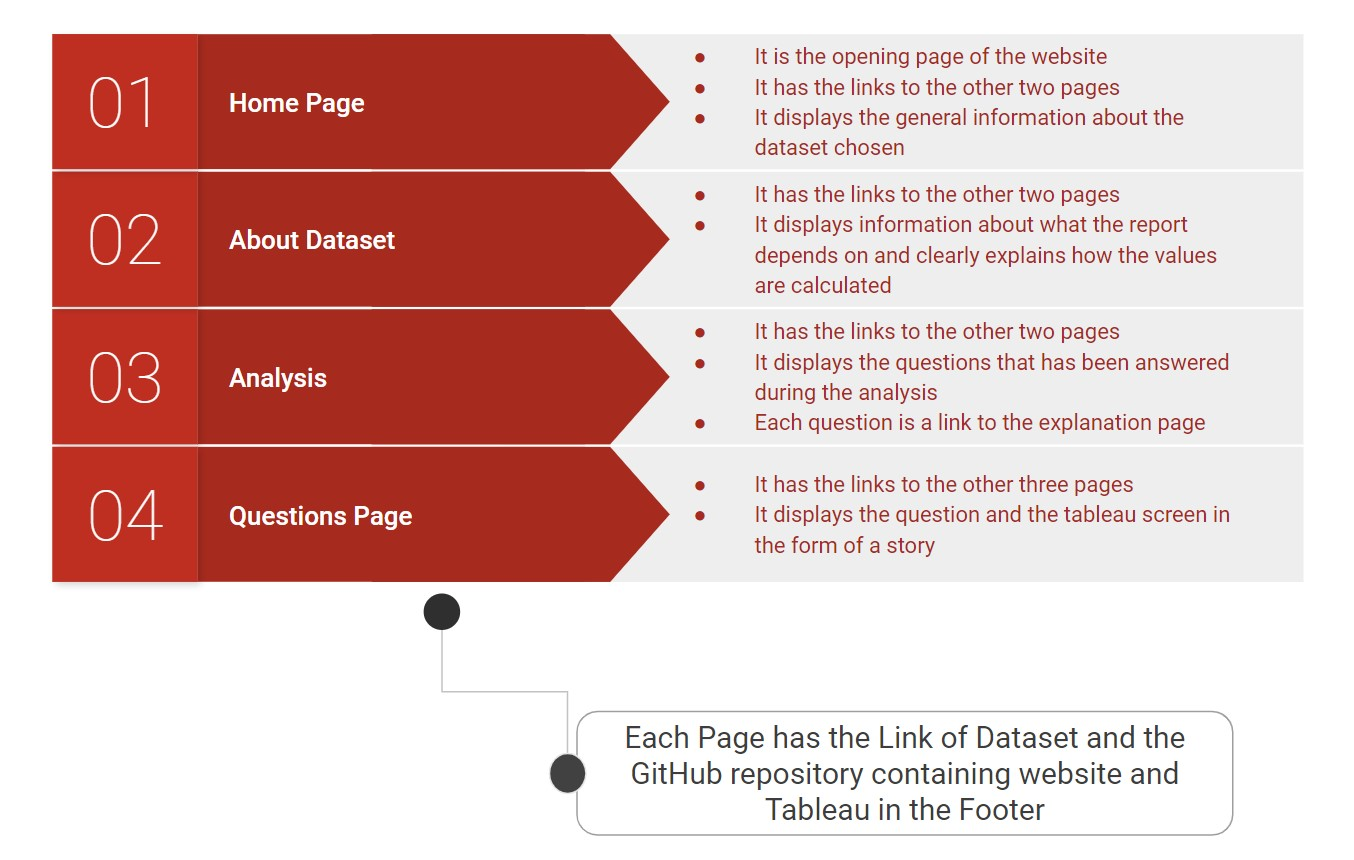 01
Home Page
● It is the opening page of the website
● It has the links to the other two pages
● It displays the general information about the
dataset chosen
02
About Dataset
● It has the links to the other two pages
● It displays information about what the report
depends on and clearly explains how the values
are calculated
03
Analysis
● It has the links to the other two pages
● It displays the questions that has been answered
during the analysis
● Each question is a link to the explanation page
04
Questions Page
● It has the links to the other three pages
● It displays the question and the tableau screen in
the form of a story
Each Page has the Link of Dataset and the
GitHub repository containing website and
Tableau in the Footer